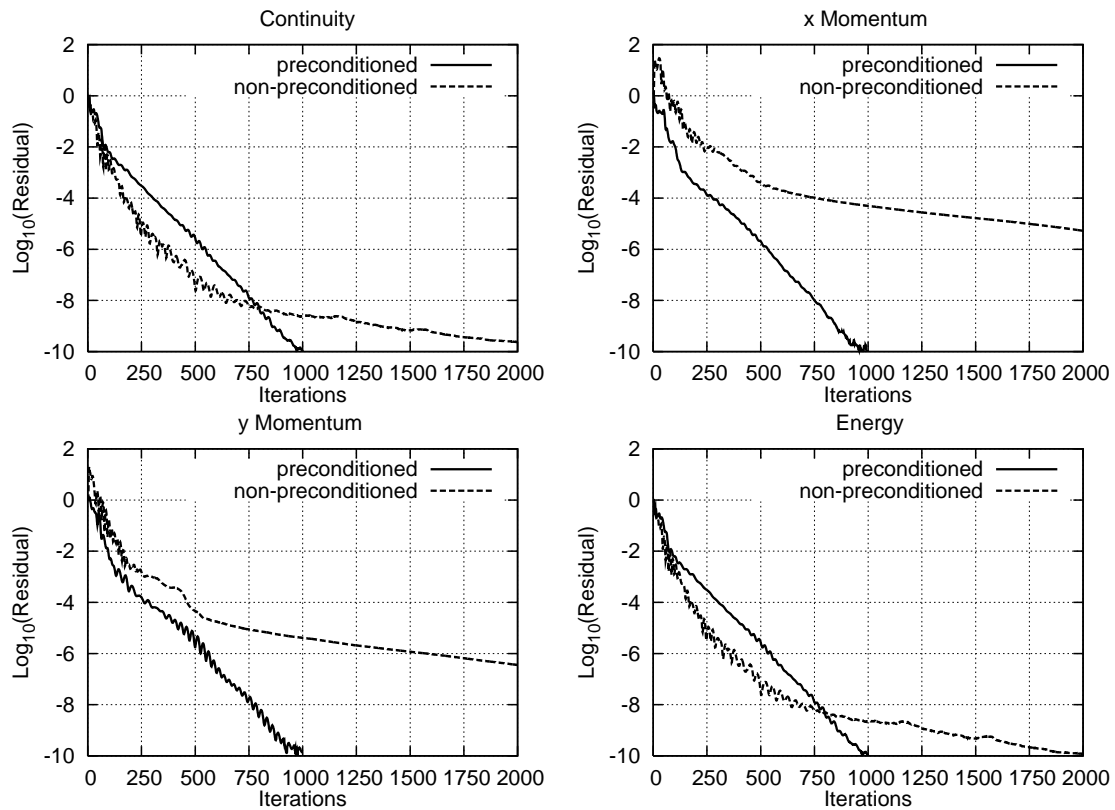 Continuity
2
0
-2
-4
-6
-8
-10
Log10(Residual)
preconditioned
non-preconditioned
0 250 500 750 1000 1250 1500 1750 2000
Iterations
x Momentum
2
0
-2
-4
-6
-8
-10
Log10(Residual)
preconditioned
non-preconditioned
0 250 500 750 1000 1250 1500 1750 2000
Iterations
y Momentum
2
0
-2
-4
-6
-8
-10
Log10(Residual)
preconditioned
non-preconditioned
0 250 500 750 1000 1250 1500 1750 2000
Iterations
Energy
2
0
-2
-4
-6
-8
-10
Log10(Residual)
preconditioned
non-preconditioned
0 250 500 750 1000 1250 1500 1750 2000
Iterations